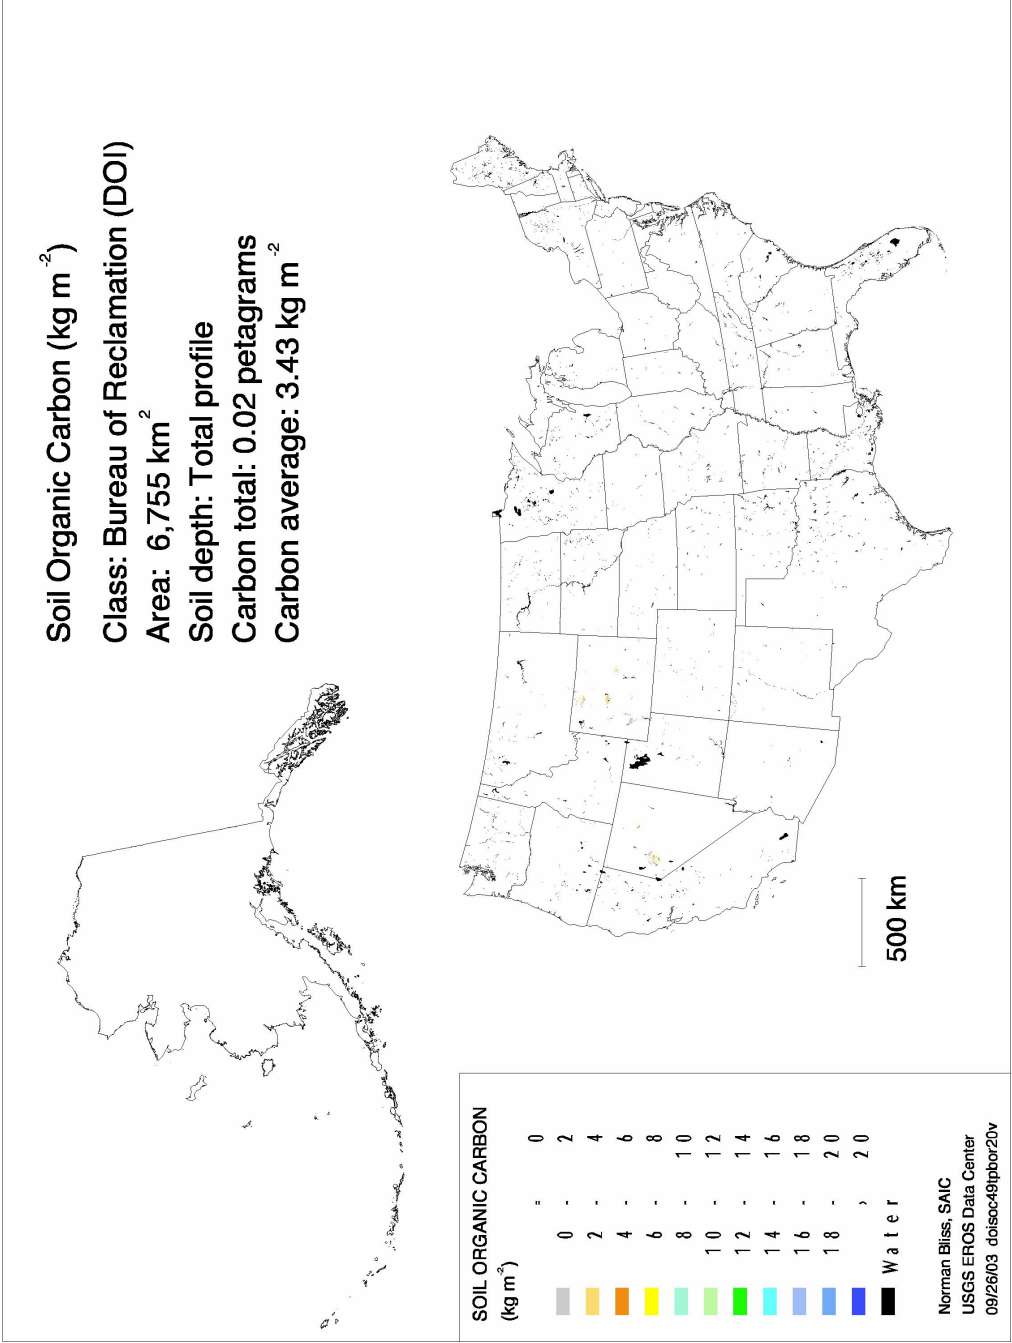 Soil Organic Carbon (kg m-2)
Class: Bureau of Reclamation (DOI)
Area: 6,755 km2
Soil depth: Total profile
Carbon total: 0.02 petagrams
Carbon average: 3.43 kg m-2
500 km
SOIL ORGANIC CARBON
(kg m-2)
= 0
0 - 2
2 - 4
4 - 6
6 - 8
8 - 10
10 - 12
12 - 14
14 - 16
16 - 18
18 - 20
> 20
Water
Norman Bliss, SAIC
USGS EROS Data Center
09/26/03 doisoc49tpbor20v